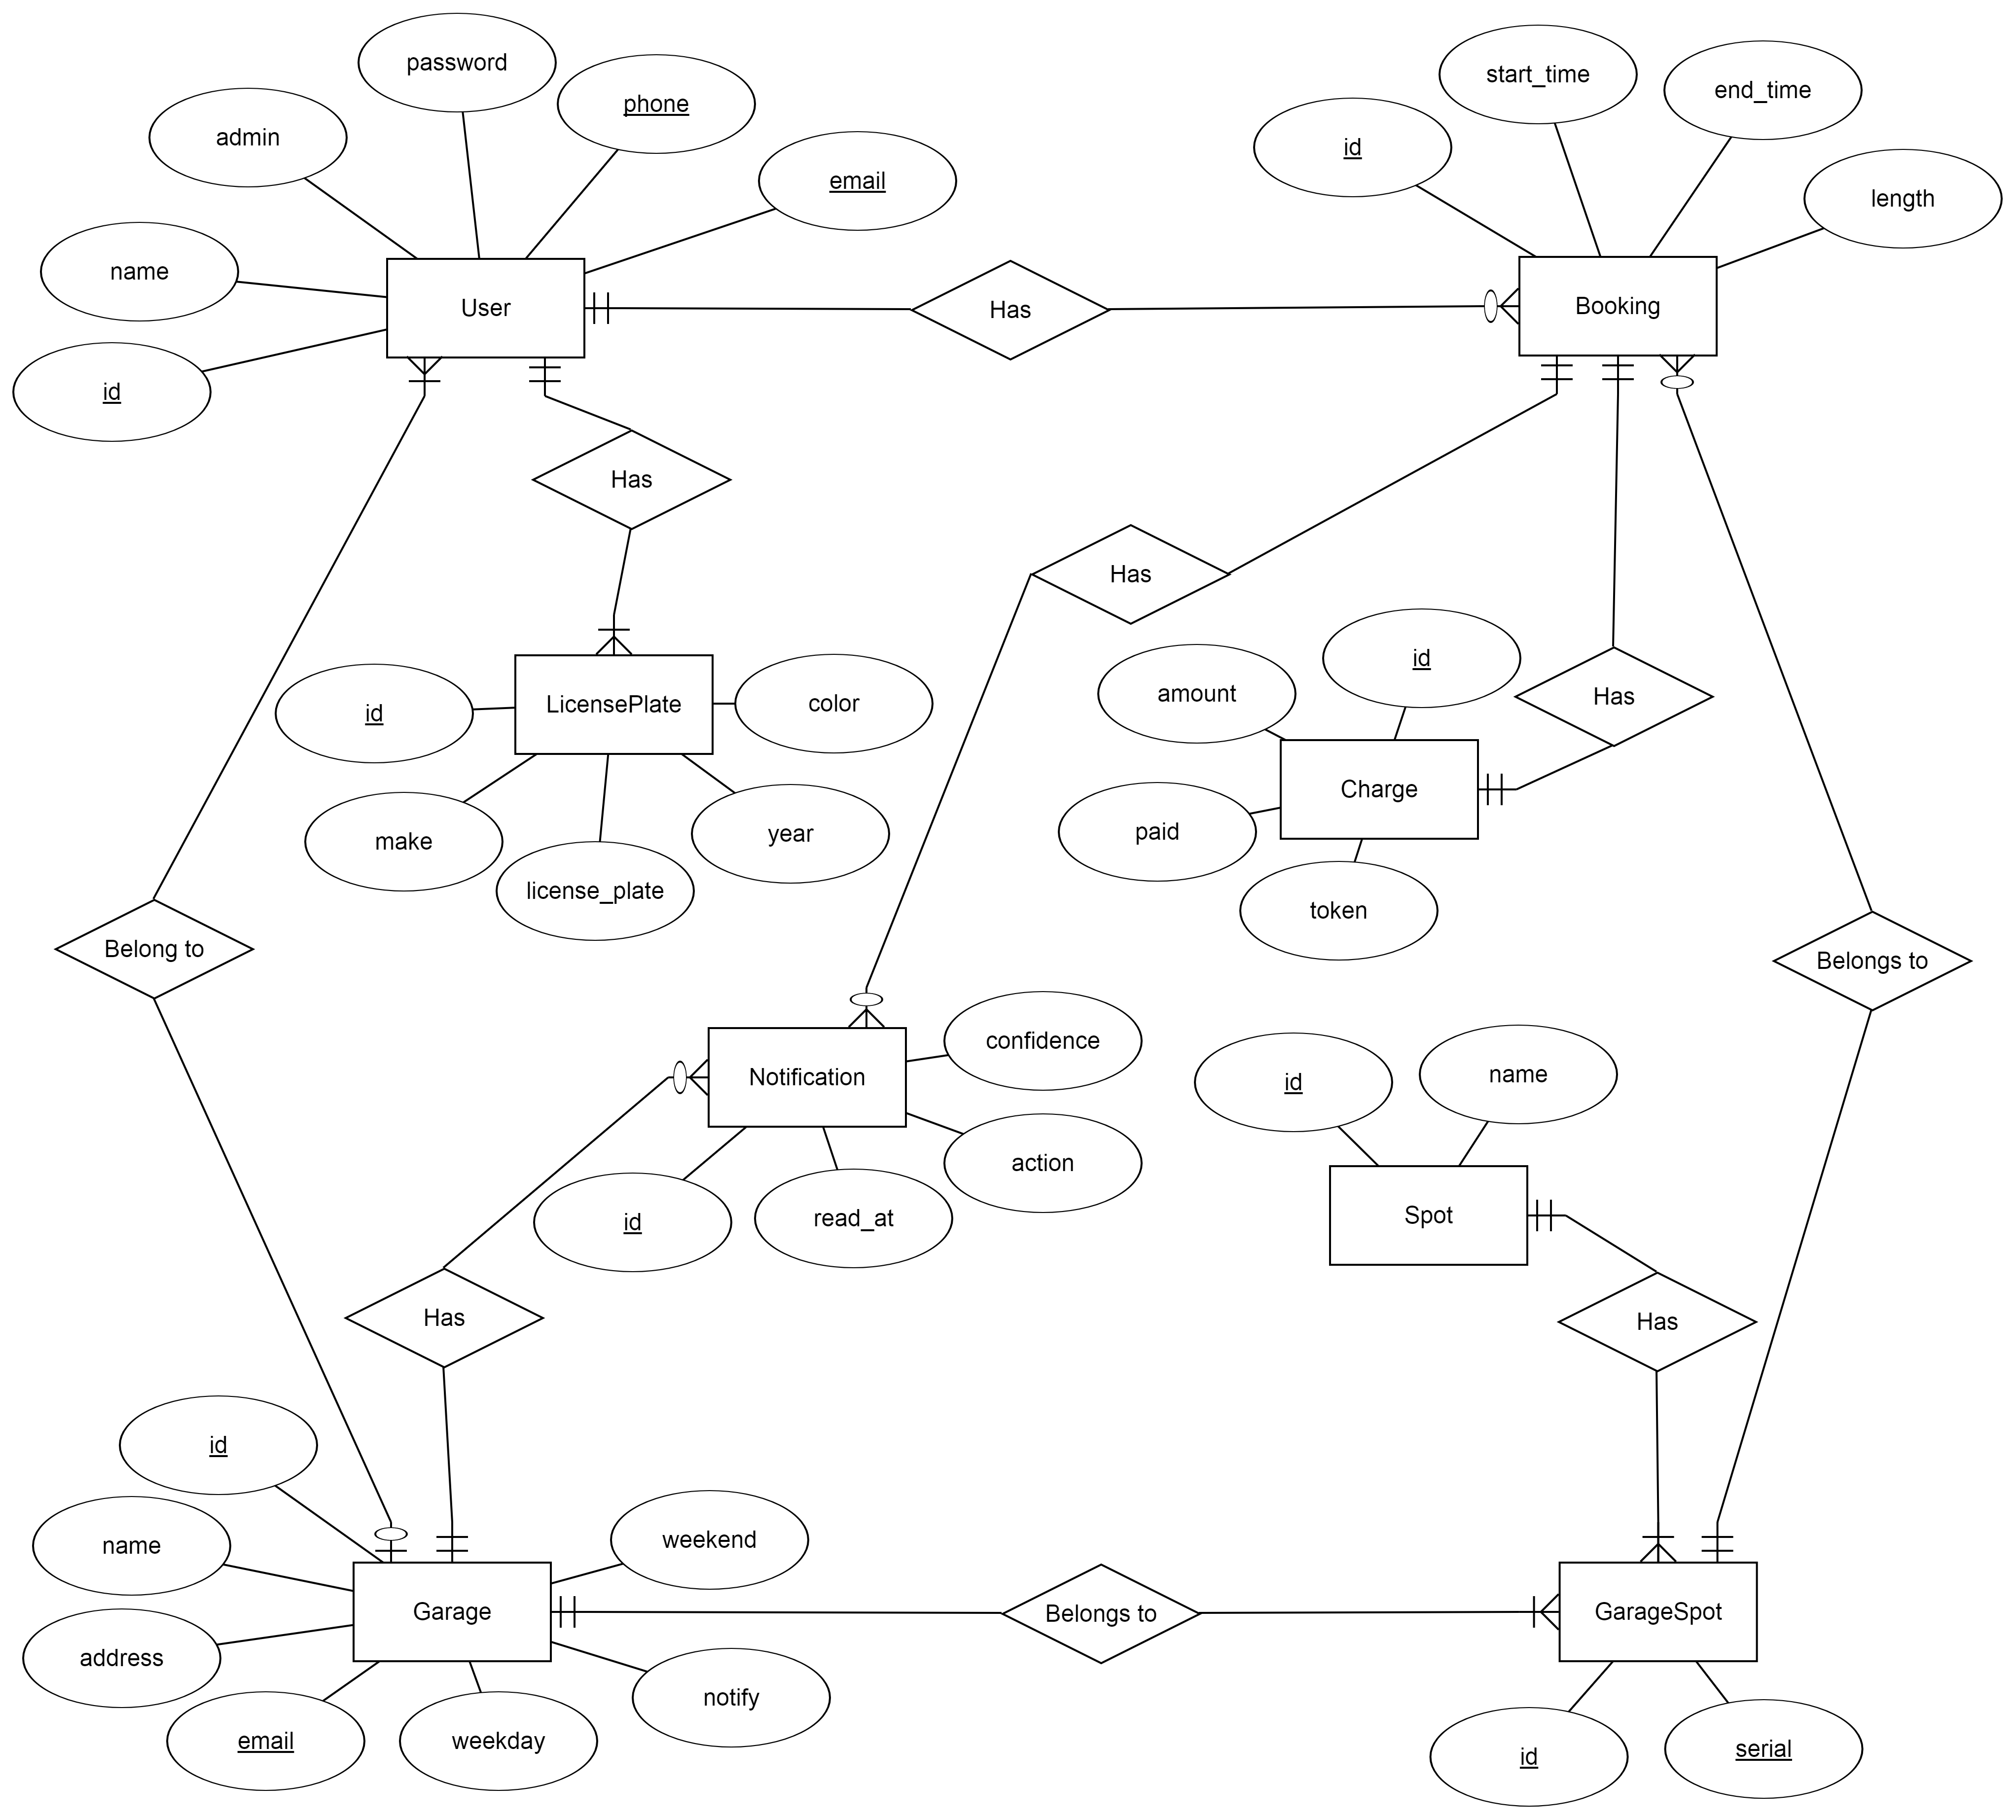 password
start_time
end_time
phone
admin
id
email
length
name
User
Has
Booking
id
Has
Has
id
amount
Has
LicensePlate
color
id
Charge
paid
year
make
license_plate
token
Belong to
Belongs to
confidence
Notification
id
name
action
Spot
read_at
id
Has
Has
id
weekend
name
Garage
Belongs to
GarageSpot
address
notify
email
weekday
serial
id